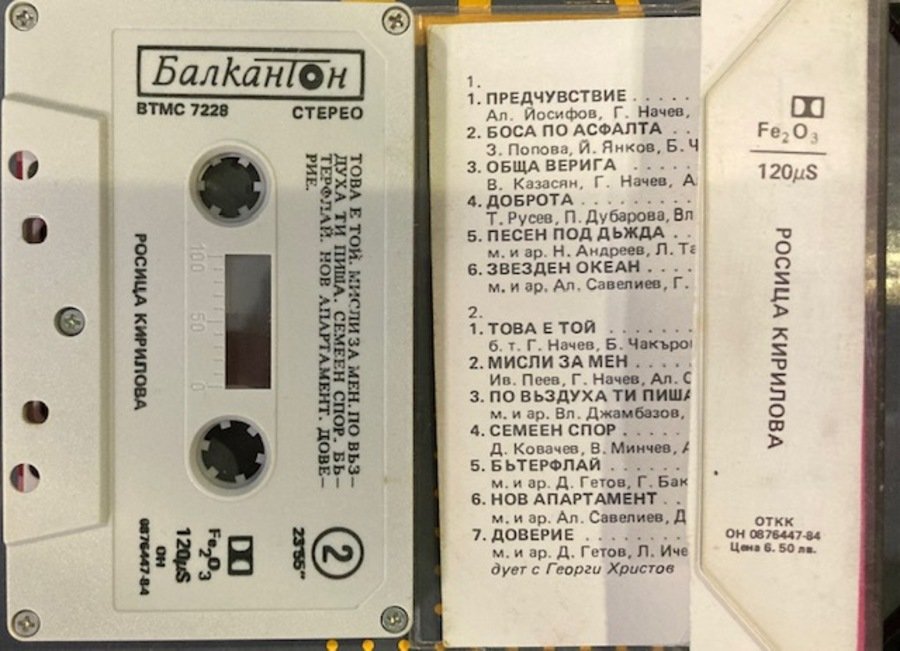 Балкантон
ВТМС 7228 СТЕРЕО
ТОВА Е ТОЙ. МИСЛИ ЗА МЕН. ПО ВЪЗ-
ДУХА ТИ ПИША. СЕМЕЕН СПОР. БЪ-
ТЕРФЛАЙ. НОВ АПАРТАМЕНТ. ДОВЕ-
РИЕ.
100 50 0
РОСИЦА КИРИЛОВА
2
23'55"
Fe2O3
120µS
ОН
0876447-84
1.
1. ПРЕДЧУВСТВИЕ . . . .
Ал. Йосифов, Г. Начев,
2. БОСА ПО АСФАЛТА . .
З. Попова, Й. Янков, Б. Ч
3. ОБЩА ВЕРИГА . . . .
В. Казасян, Г. Начев, А
4. ДОБРОТА . . . . . .
Т. Русев, П. Дубарова, Вл
5. ПЕСЕН ПОД ДЪЖДА . .
м. и ар. Н. Андреев, Л. Та
6. ЗВЕЗДЕН ОКЕАН . . . .
м. и ар. Ал. Савелиев, Г.
2.
1. ТОВА Е ТОЙ . . . . . .
б. т. Г. Начев, Б. Чакъро
2. МИСЛИ ЗА МЕН
Ив. Пеев, Г. Начев, Ал. С
3. ПО ВЪЗДУХА ТИ ПИША
м. и ар. Вл. Джамбазов,
4. СЕМЕЕН СПОР . . . . .
Д. Ковачев, В. Минчев,
5. БЪТЕРФЛАЙ . . . . . .
м. и ар. Д. Гетов, Г. Бак
6. НОВ АПАРТАМЕНТ . .
м. и ар. Ал. Савелиев, Д
7. ДОВЕРИЕ . . . . . . .
м. и ар. Д. Гетов, Л. Иче
дует с Георги Христов
Fe2O3
120µS
РОСИЦА КИРИЛОВА
ОТКК
ОН 0876447-84
Цена 6. 50 лв.